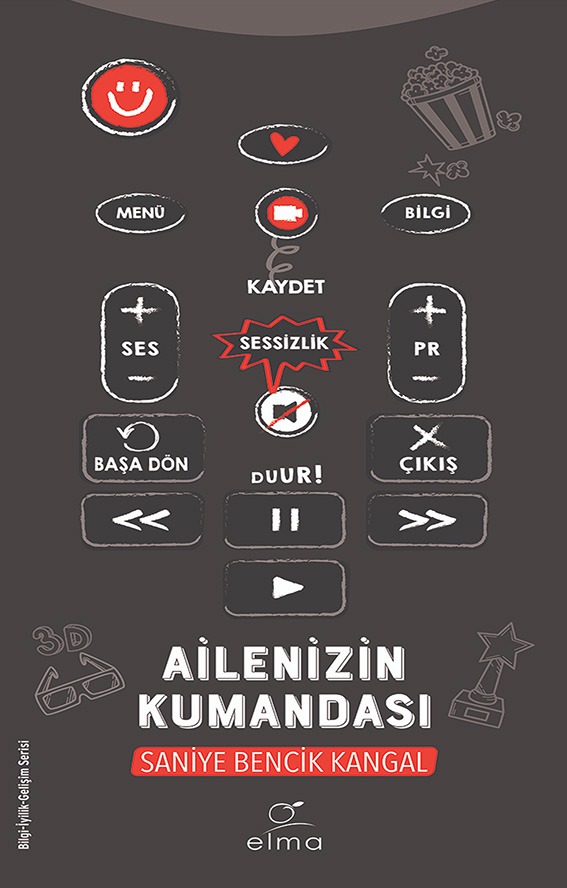 MENÜ
BİLGİ
KAYDET
SES
SESSİZLİK
PR
BAŞA DÖN
ÇIKIŞ
DUUR!
3D
AİLENİZİN
KUMANDASI
SANİYE BENCİK KANGAL
Bilgi-İyilik-Gelişim Serisi
elma